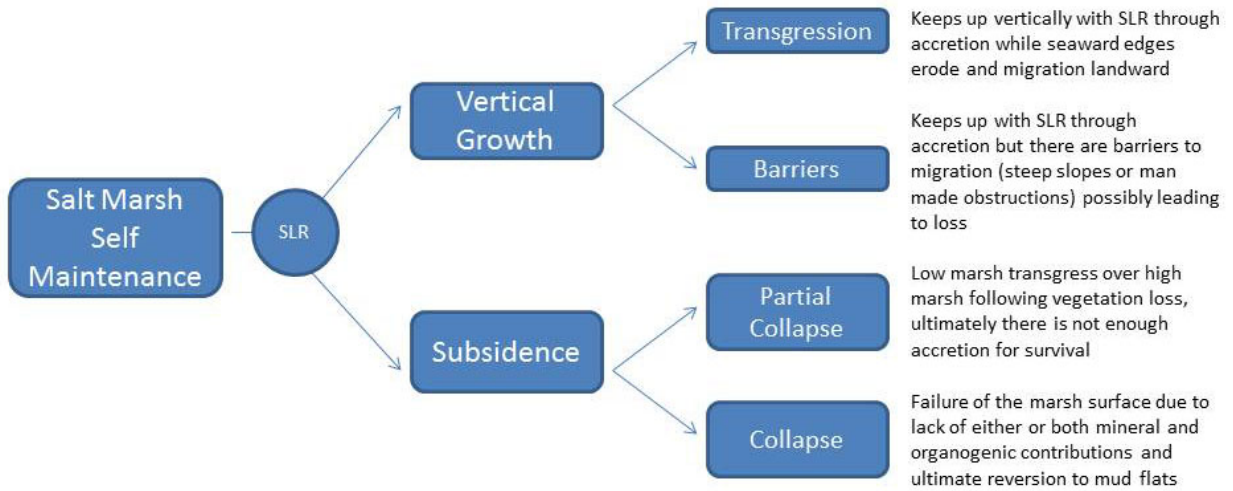 Salt Marsh
Self
Maintenance
SLR
Vertical
Growth
Transgression
Keeps up vertically with SLR through
accretion while seaward edges
erode and migration landward
Barriers
Keeps up with SLR through
accretion but there are barriers to
migration (steep slopes or man
made obstructions) possibly leading
to loss
Subsidence
Partial
Collapse
Low marsh transgress over high
marsh following vegetation loss,
ultimately there is not enough
accretion for survival
Collapse
Failure of the marsh surface due to
lack of either or both mineral and
organogenic contributions and
ultimate reversion to mud flats